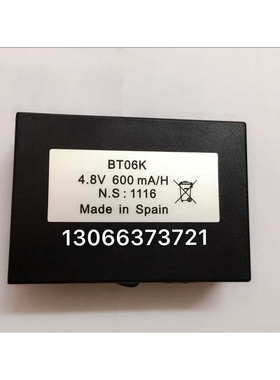 BT06K
4.8V 600 mA/H
N.S : 1116
Made in Spain
13066373721